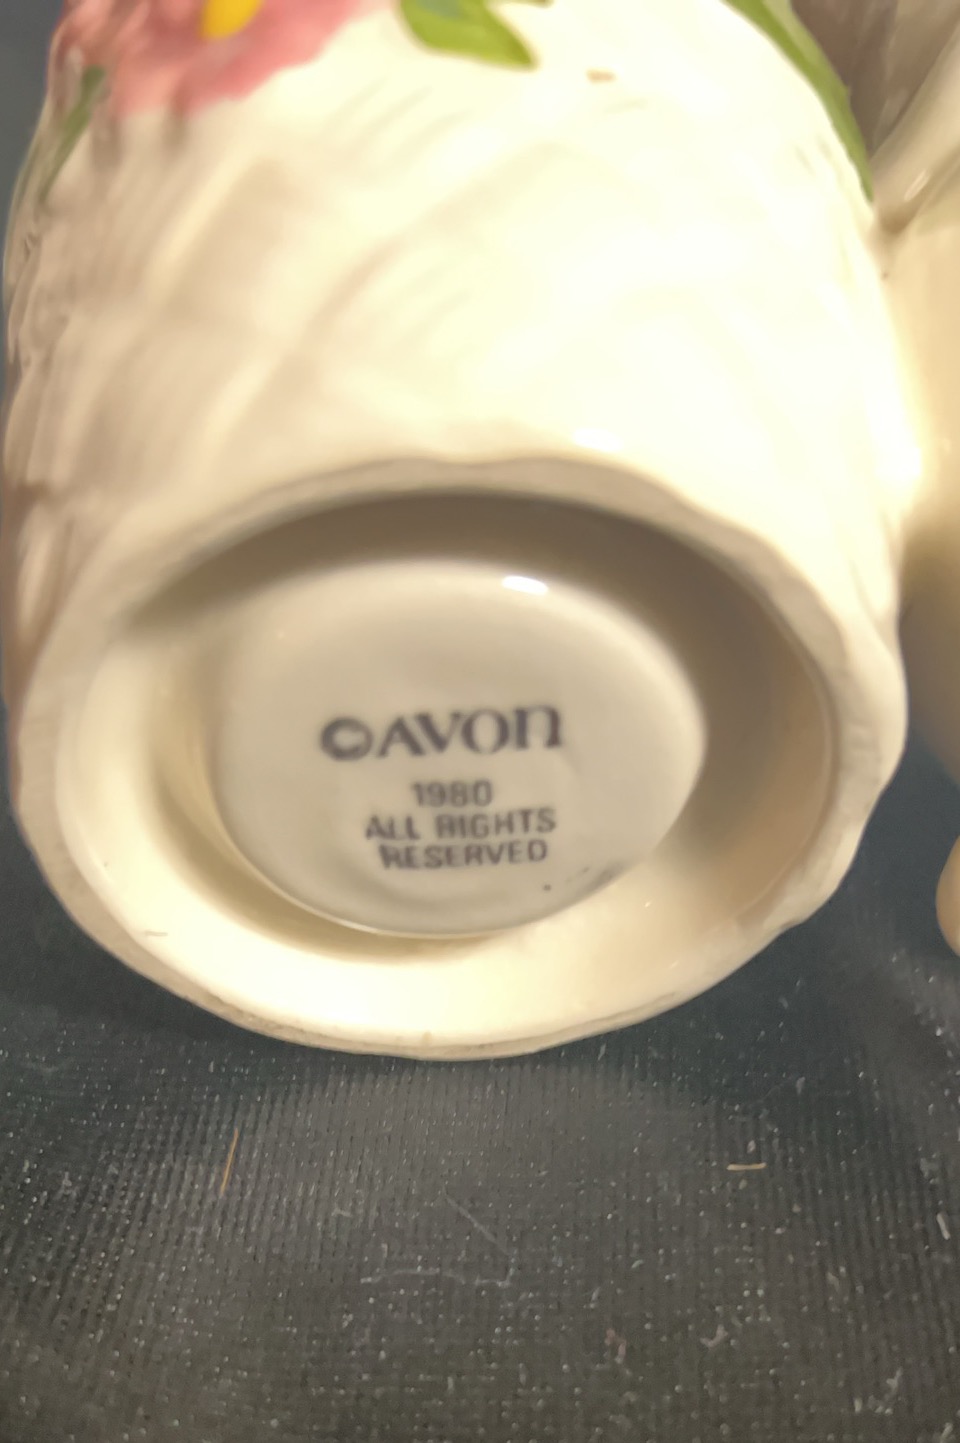 ©AVON
1980
ALL RIGHTS
RESERVED